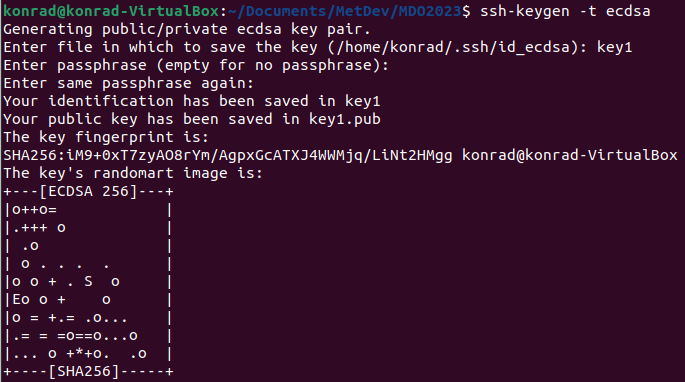 konrad@konrad-VirtualBox:~/Documents/MetDev/MDO2023$ ssh-keygen -t ecdsa
Generating public/private ecdsa key pair.
Enter file in which to save the key (/home/konrad/.ssh/id_ecdsa): key1
Enter passphrase (empty for no passphrase):
Enter same passphrase again:
Your identification has been saved in key1
Your public key has been saved in key1.pub
The key fingerprint is:
SHA256:iM9+0xT7zyAO8rYm/AgpxGcATXJ4WWMjq/LiNt2HMgg konrad@konrad-VirtualBox
The key's randomart image is:
+---[ECDSA 256]---+
|o++o=            |
|.+++ o           |
| .o              |
| o . . .  .      |
|o o + . S  o     |
|Eo o +    o      |
|o = +.= .o...    |
|.= = =o==o...o   |
|... o +*+o.  .o  |
+----[SHA256]-----+